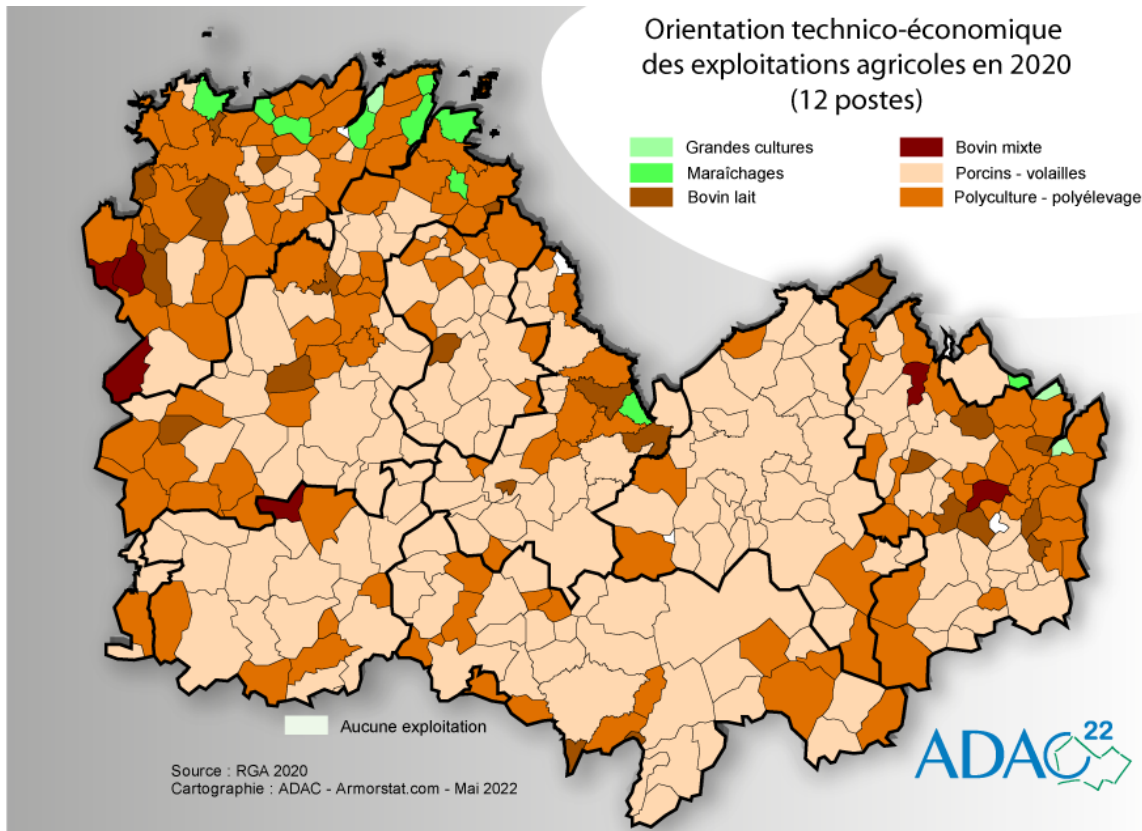 Orientation technico-économique
des exploitations agricoles en 2020
(12 postes)
Grandes cultures
Maraîchages
Bovin lait
Bovin mixte
Porcins - volailles
Polyculture - polyélevage
Aucune exploitation
Source : RGA 2020
Cartographie : ADAC - Armorstat.com - Mai 2022
ADAC 22